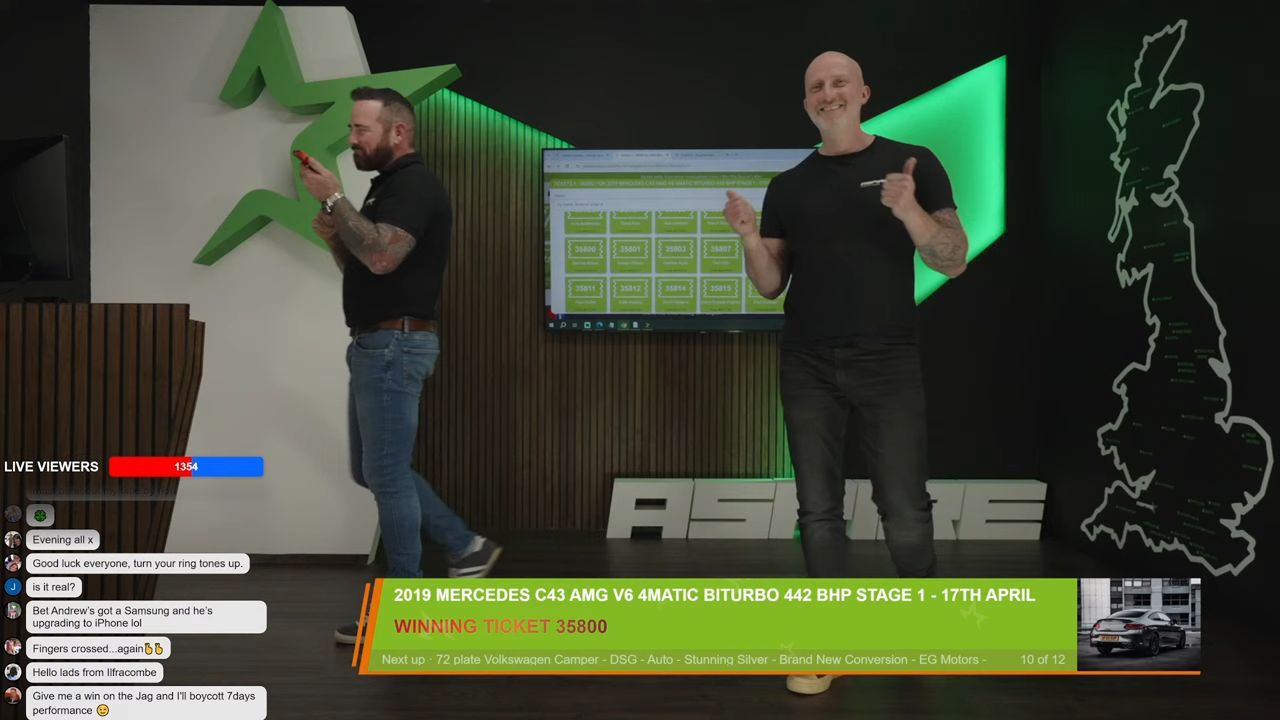 35800
35801
35803
35807
35811
35812
35814
35815
ASPIRE
LIVE VIEWERS
1354
Evening all x
Good luck everyone, turn your ring tones up.
J
is it real?
Bet Andrew's got a Samsung and he's
upgrading to iPhone lol
Fingers crossed...again
Hello lads from Ilfracombe
Give me a win on the Jag and I'll boycott 7days
performance
2019 MERCEDES C43 AMG V6 4MATIC BITURBO 442 BHP STAGE 1 - 17TH APRIL
WINNING TICKET 35800
Next up · 72 plate Volkswagen Camper - DSG - Auto - Stunning Silver - Brand New Conversion - EG Motors -
10 of 12